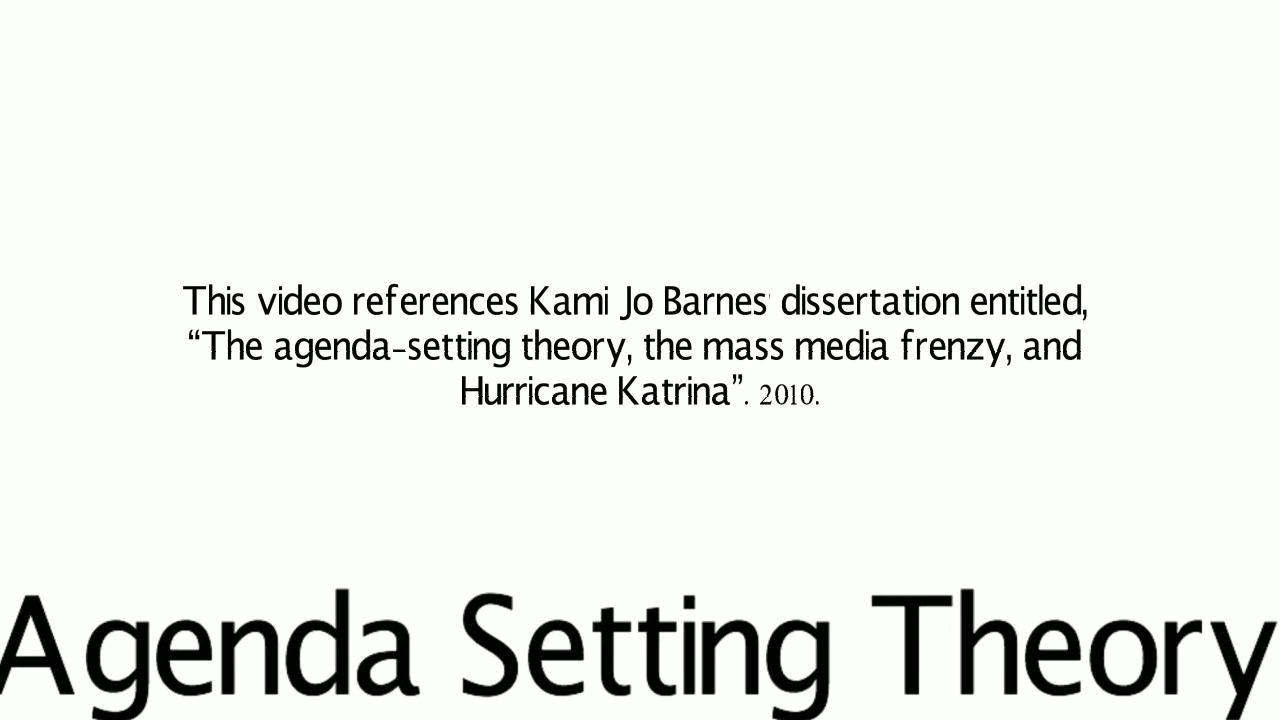 This video references Kami Jo Barnes' dissertation entitled,
“The agenda-setting theory, the mass media frenzy, and
Hurricane Katrina”. 2010.
Agenda Setting Theory